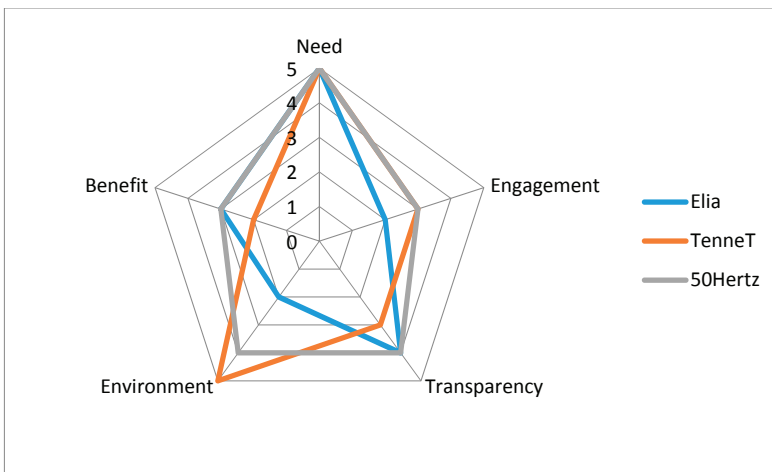 Need
5
4
3
2
1
0
Benefit
Engagement
Environment
Transparency
Elia
TenneT
50Hertz